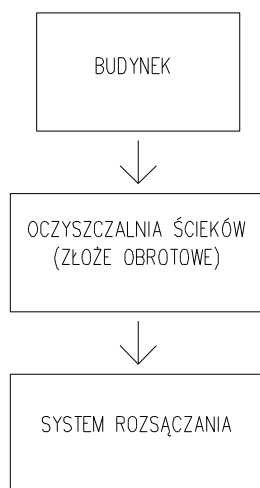 BUDYNEK
OCZYSZCZALNIA ŚCIEKÓW
(ZŁOŻE OBROTOWE)
SYSTEM ROZSĄCZANIA